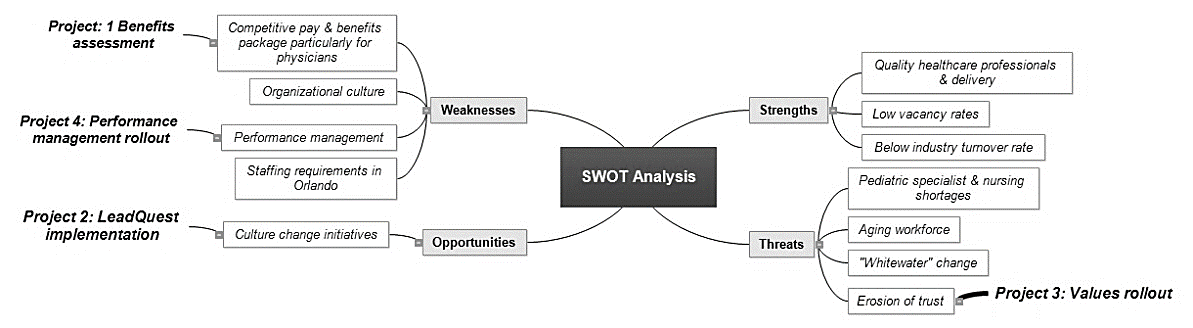 Project: 1 Benefits
assessment
Competitive pay & benefits
package particularly for
physicians
Organizational culture
Project 4: Performance
management rollout
Performance management
Staffing requirements in
Orlando
Weaknesses
Project 2: LeadQuest
implementation
Culture change initiatives
Opportunities
SWOT Analysis
Strengths
Quality healthcare professionals
& delivery
Low vacancy rates
Below industry turnover rate
Threats
Pediatric specialist & nursing
shortages
Aging workforce
"Whitewater" change
Erosion of trust
Project 3: Values rollout